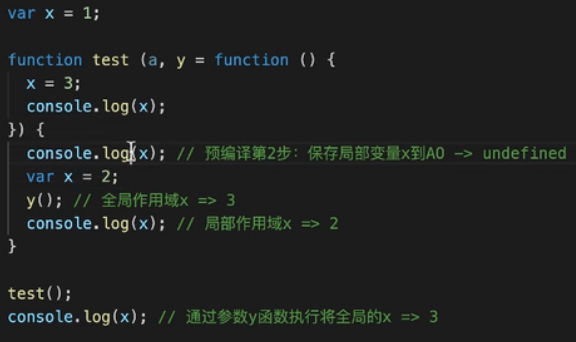 var x = 1;
function test (a, y = function () {
x = 3;
console.log(x);
}) {
console.log(x); // 预编译第2步：保存局部变量x到AO -> undefined
var x = 2;
y(); // 全局作用域x => 3
console.log(x); // 局部作用域x => 2
}
test();
console.log(x); // 通过参数y函数执行将全局的x => 3